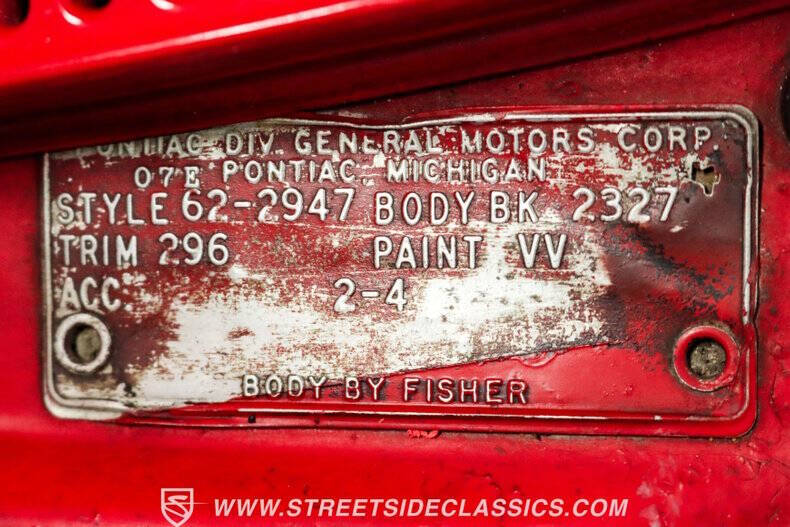 PONTIAC DIV. GENERAL MOTORS CORP.
07E PONTIAC, MICHIGAN
STYLE 62-2947 BODY BK 2327
TRIM 296 PAINT VV
ACC 2-4
BODY BY FISHER
WWW.STREETSIDECLASSICS.COM